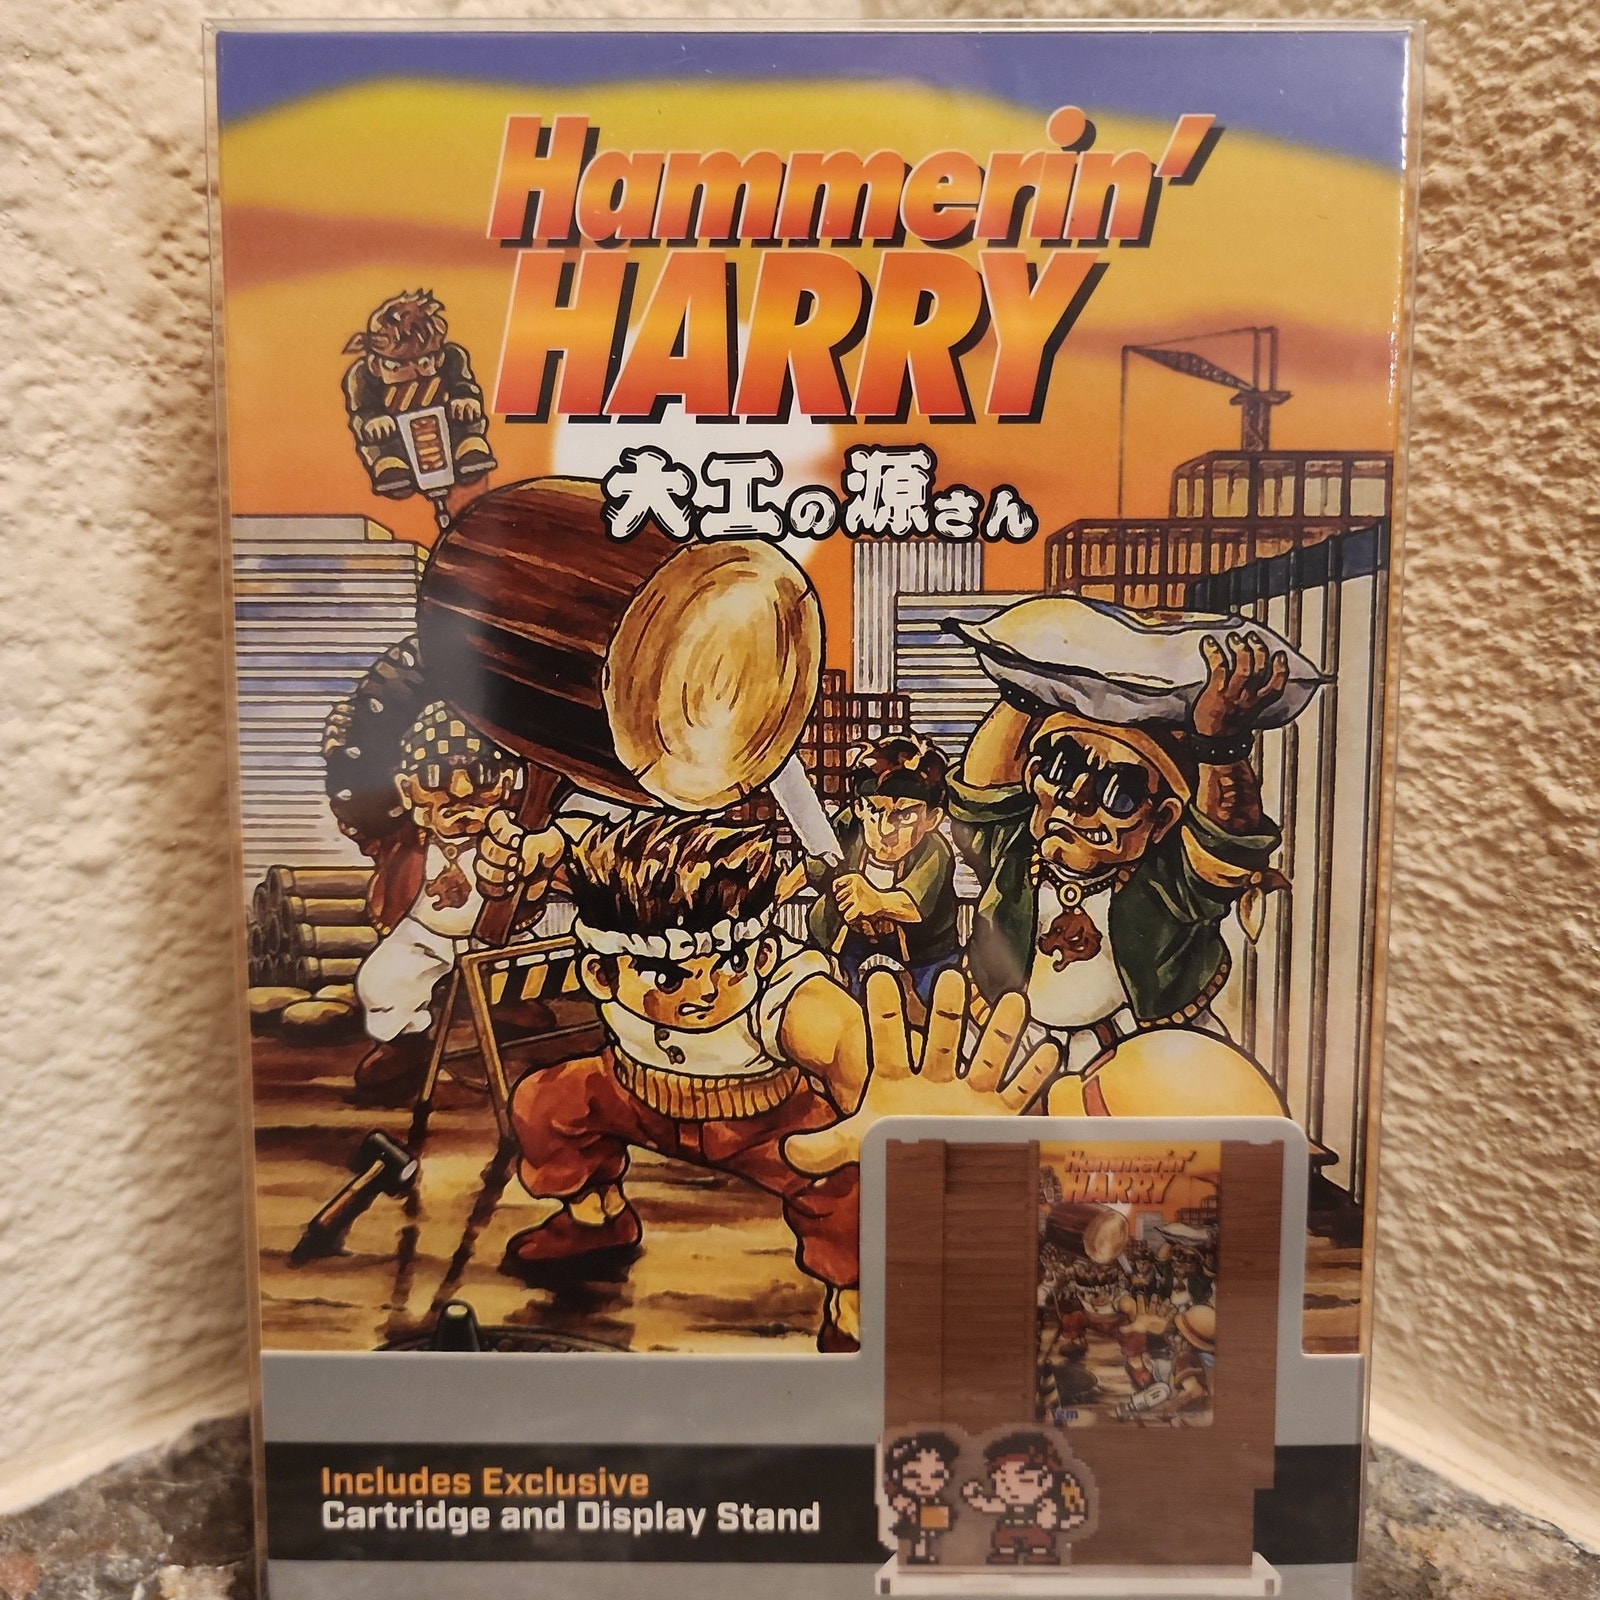 Hammerin'
HARRY
大工の源さん
Hammerin'
HARRY
Includes Exclusive
Cartridge and Display Stand